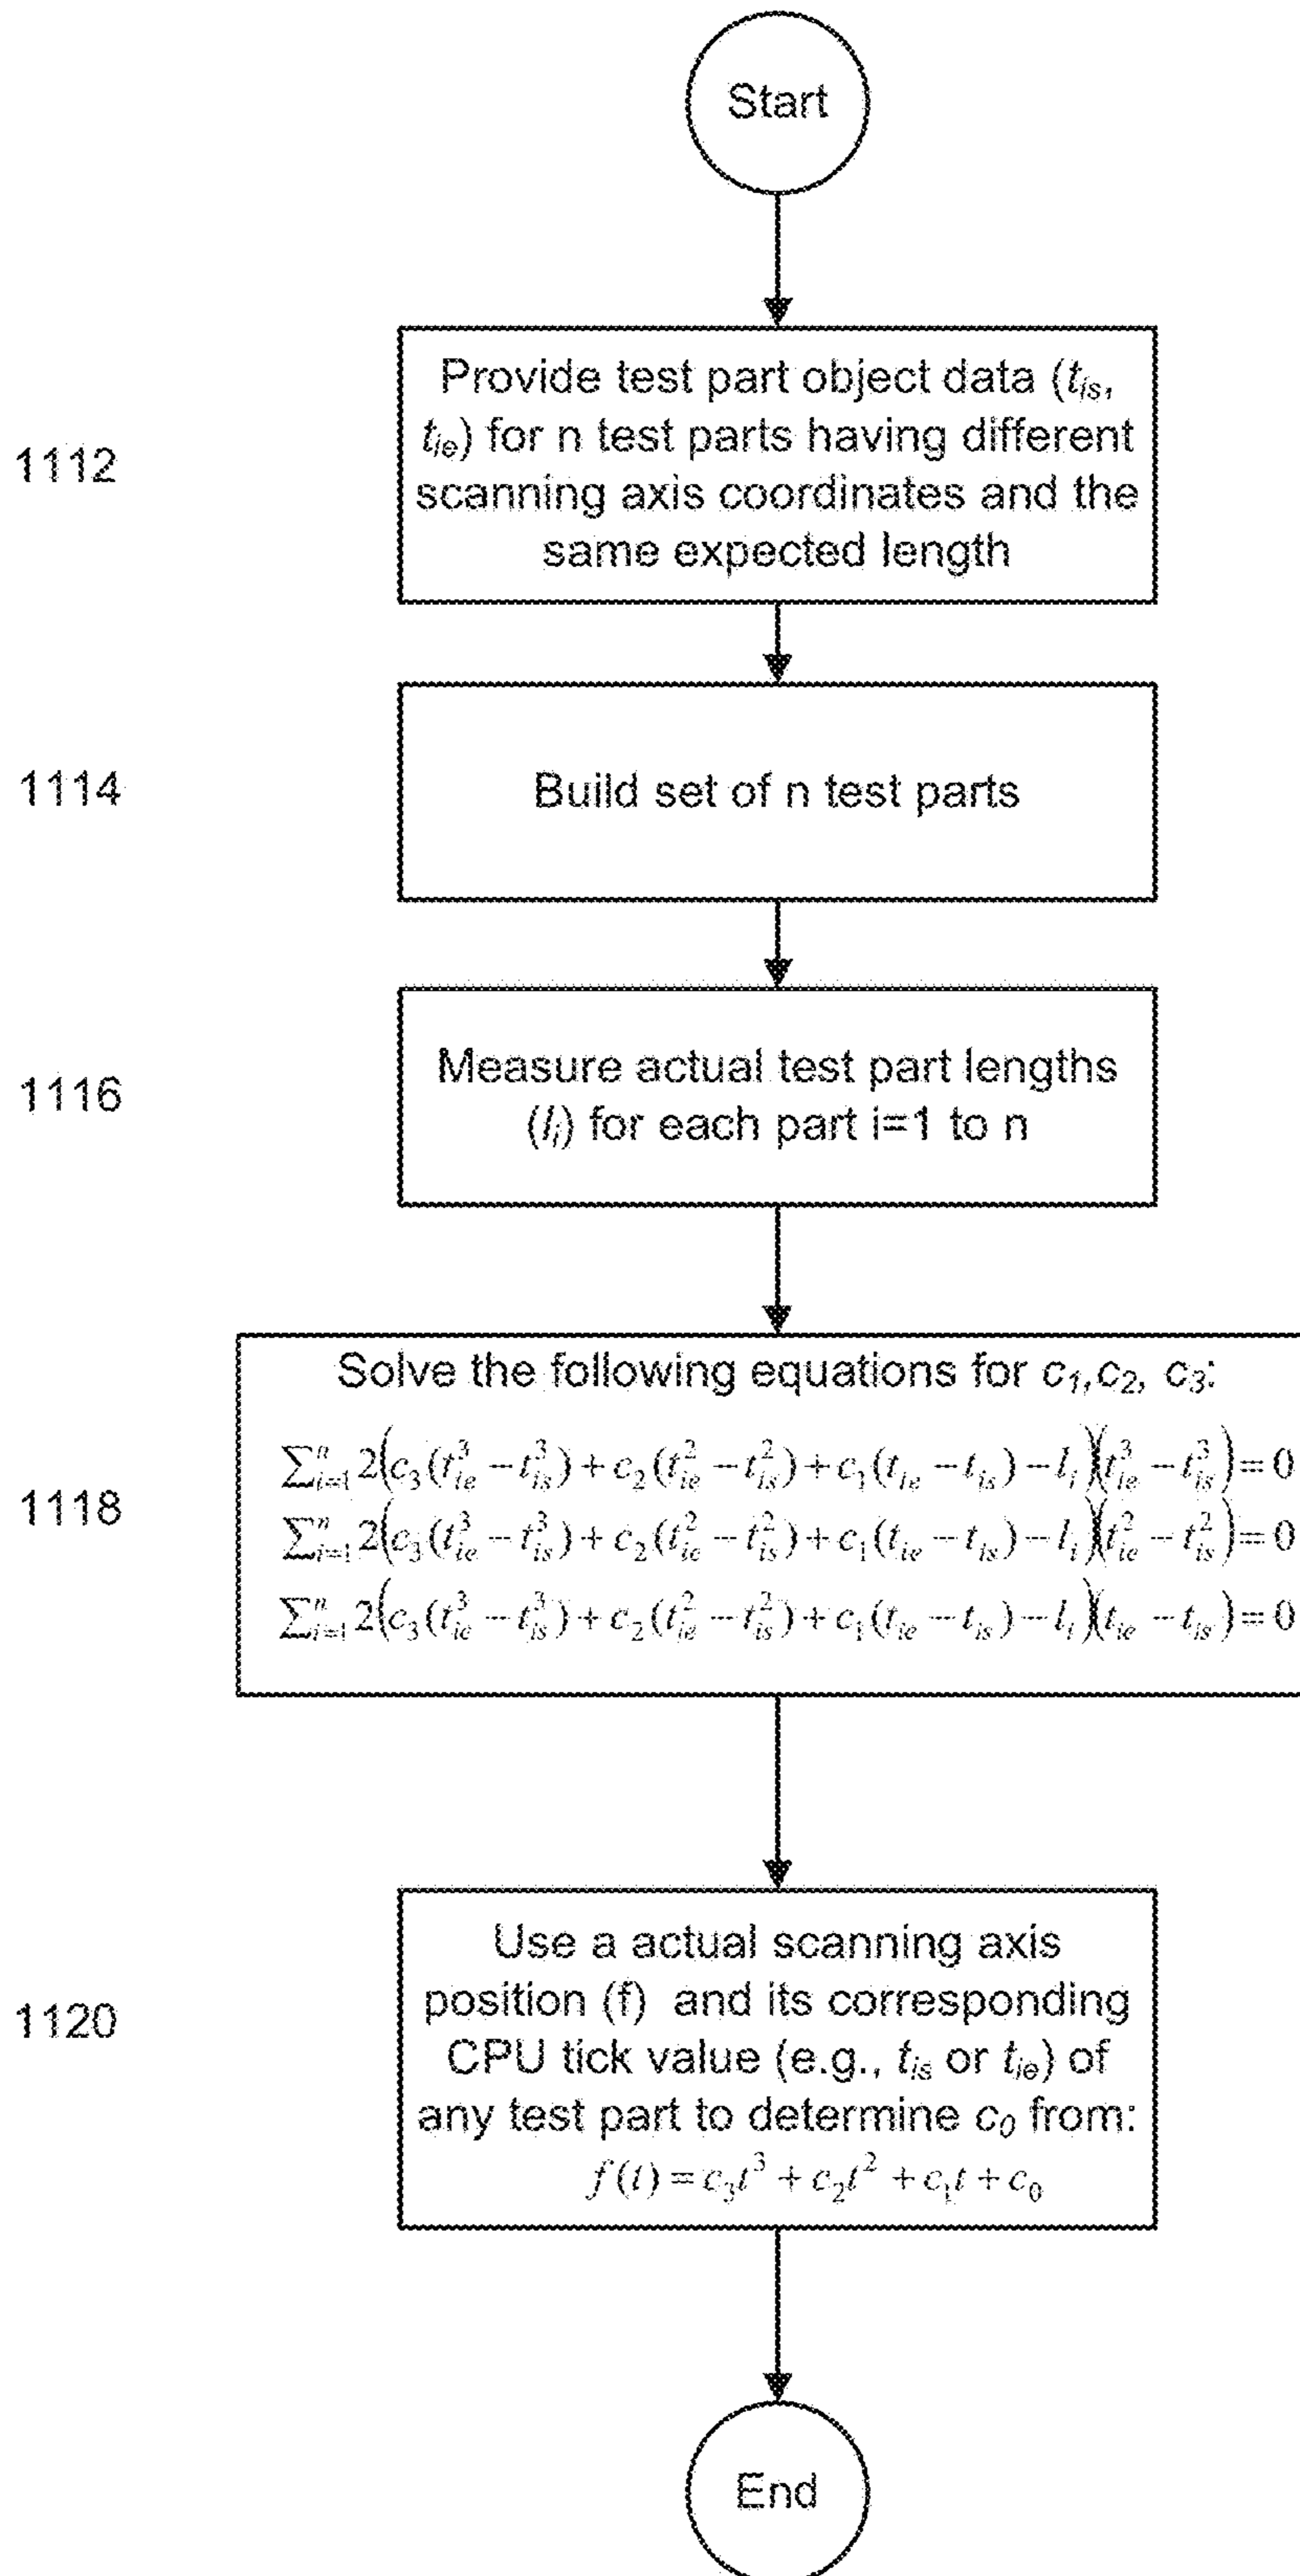 Start
1112
Provide test part object data (t_is,
t_ie) for n test parts having different
scanning axis coordinates and the
same expected length
1114
Build set of n test parts
1116
Measure actual test part lengths
(l_i) for each part i=1 to n
1118
Solve the following equations for c_1,c_2, c_3:
∑_{i=1}^n 2(c_3(t_ie^3 − t_is^3) + c_2(t_ie^2 − t_is^2) + c_1(t_ie − t_is) − l_i)(t_ie^3 − t_is^3) = 0
∑_{i=1}^n 2(c_3(t_ie^3 − t_is^3) + c_2(t_ie^2 − t_is^2) + c_1(t_ie − t_is) − l_i)(t_ie^2 − t_is^2) = 0
∑_{i=1}^n 2(c_3(t_ie^3 − t_is^3) + c_2(t_ie^2 − t_is^2) + c_1(t_ie − t_is) − l_i)(t_ie − t_is) = 0
1120
Use a actual scanning axis
position (f) and its corresponding
CPU tick value (e.g., t_is or t_ie) of
any test part to determine c_0 from:
f(t) = c_3t^3 + c_2t^2 + c_1t + c_0
End